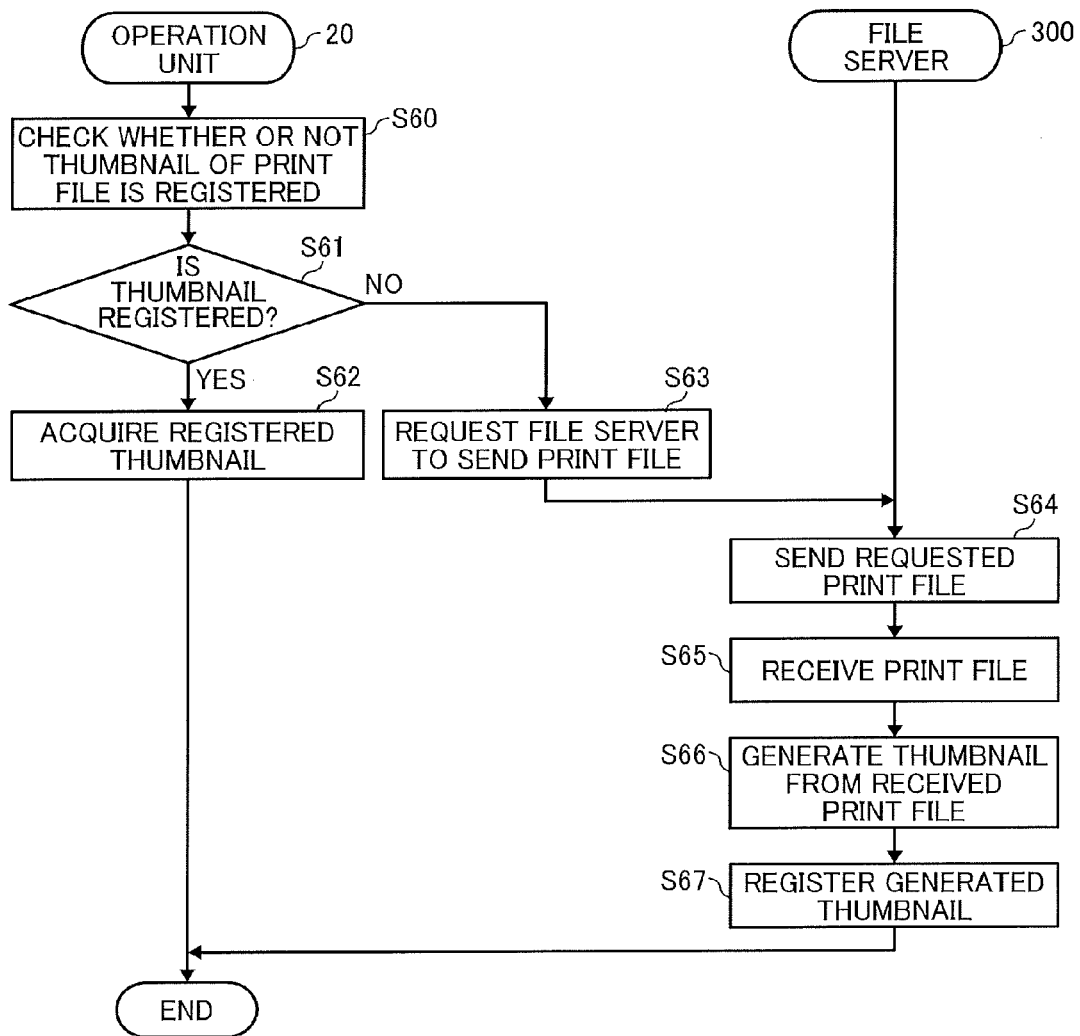 OPERATION
UNIT
20
FILE
SERVER
300
S60
CHECK WHETHER OR NOT
THUMBNAIL OF PRINT
FILE IS REGISTERED
S61
IS
THUMBNAIL
REGISTERED?
NO
YES
S62
ACQUIRE REGISTERED
THUMBNAIL
S63
REQUEST FILE SERVER
TO SEND PRINT FILE
S64
SEND REQUESTED
PRINT FILE
S65
RECEIVE PRINT FILE
S66
GENERATE THUMBNAIL
FROM RECEIVED
PRINT FILE
S67
REGISTER GENERATED
THUMBNAIL
END